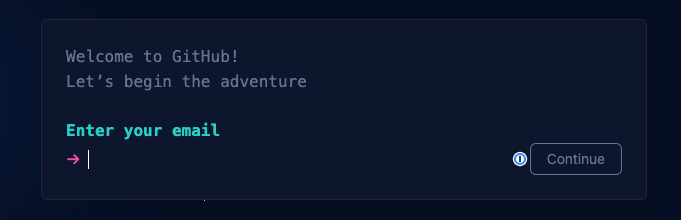 Welcome to GitHub!
Let’s begin the adventure
Enter your email
→
Continue